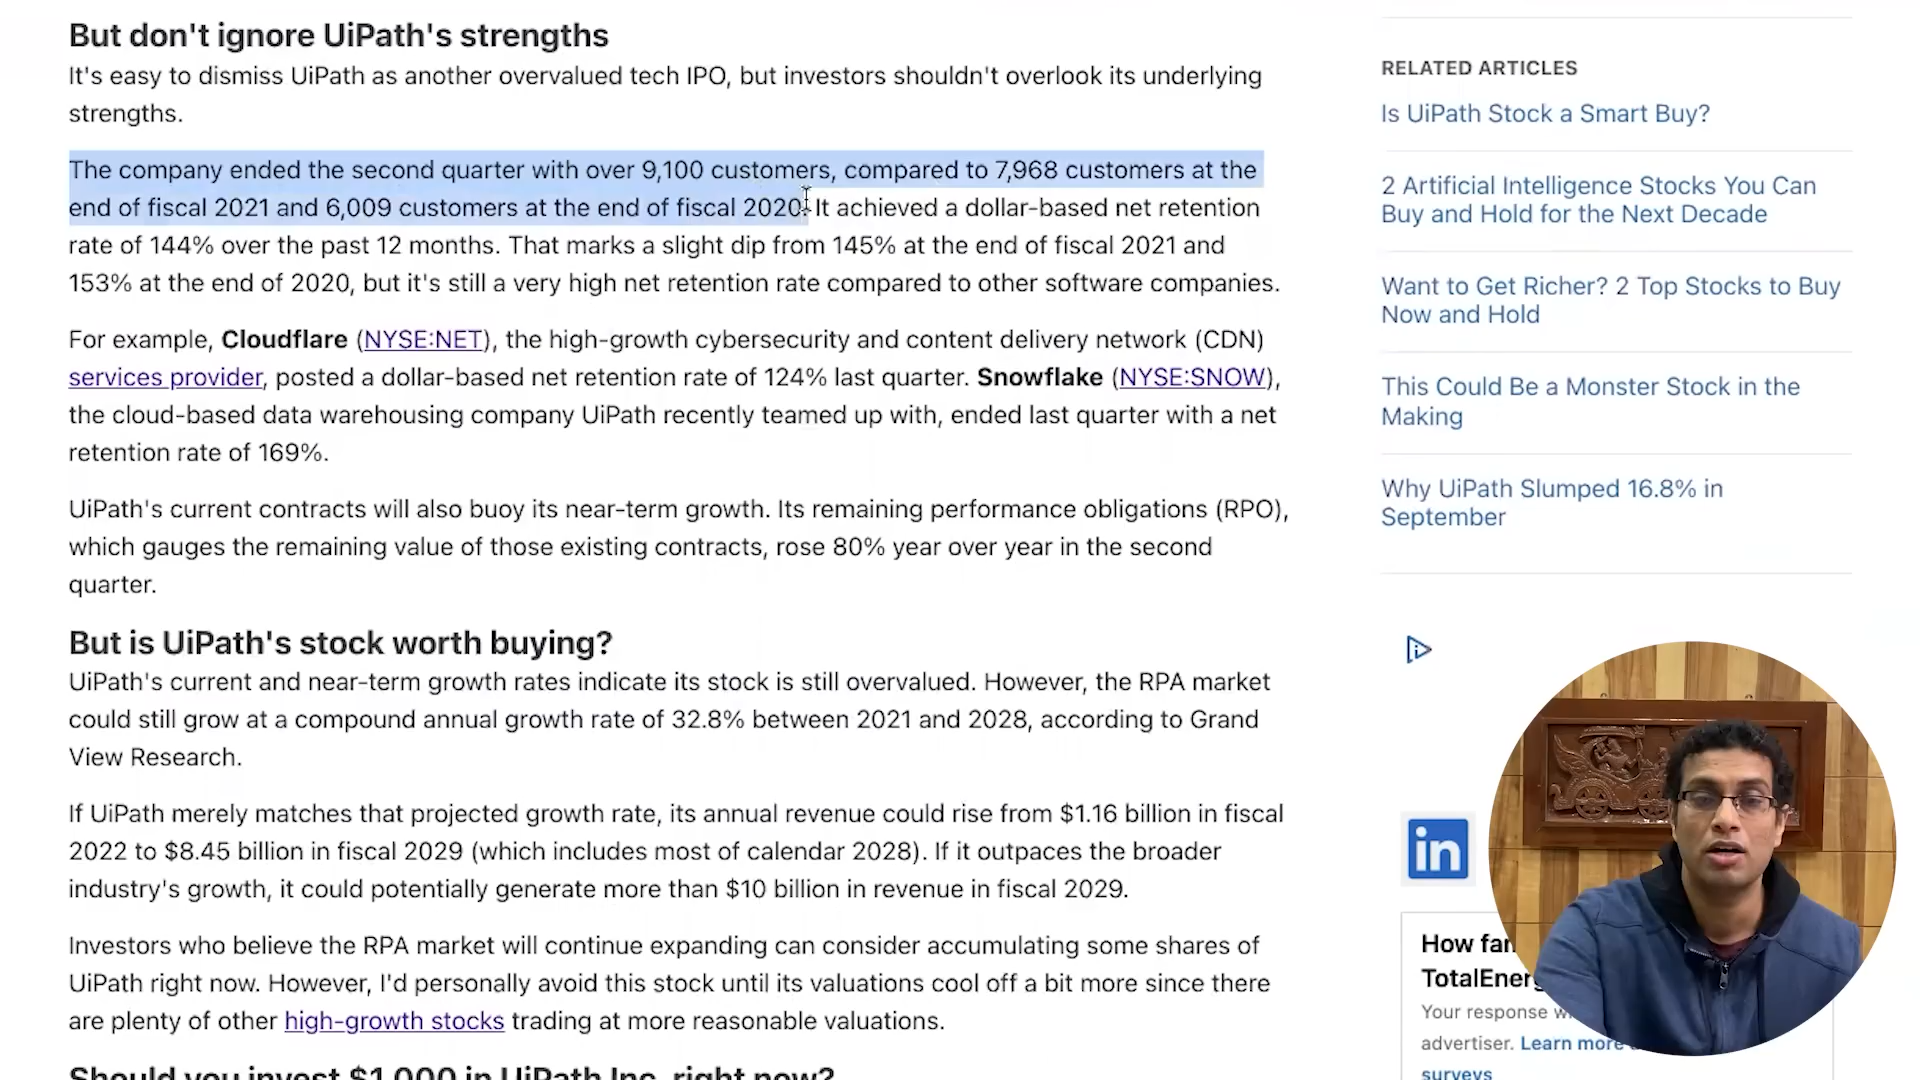 But don't ignore UiPath's strengths
It's easy to dismiss UiPath as another overvalued tech IPO, but investors shouldn't overlook its underlying
strengths.
The company ended the second quarter with over 9,100 customers, compared to 7,968 customers at the
end of fiscal 2021 and 6,009 customers at the end of fiscal 2020. It achieved a dollar-based net retention
rate of 144% over the past 12 months. That marks a slight dip from 145% at the end of fiscal 2021 and
153% at the end of 2020, but it's still a very high net retention rate compared to other software companies.
For example, Cloudflare (NYSE:NET), the high-growth cybersecurity and content delivery network (CDN)
services provider, posted a dollar-based net retention rate of 124% last quarter. Snowflake (NYSE:SNOW),
the cloud-based data warehousing company UiPath recently teamed up with, ended last quarter with a net
retention rate of 169%.
UiPath's current contracts will also buoy its near-term growth. Its remaining performance obligations (RPO),
which gauges the remaining value of those existing contracts, rose 80% year over year in the second
quarter.
But is UiPath's stock worth buying?
UiPath's current and near-term growth rates indicate its stock is still overvalued. However, the RPA market
could still grow at a compound annual growth rate of 32.8% between 2021 and 2028, according to Grand
View Research.
If UiPath merely matches that projected growth rate, its annual revenue could rise from $1.16 billion in fiscal
2022 to $8.45 billion in fiscal 2029 (which includes most of calendar 2028). If it outpaces the broader
industry's growth, it could potentially generate more than $10 billion in revenue in fiscal 2029.
Investors who believe the RPA market will continue expanding can consider accumulating some shares of
UiPath right now. However, I'd personally avoid this stock until its valuations cool off a bit more since there
are plenty of other high-growth stocks trading at more reasonable valuations.
Should you invest $1,000 in UiPath Inc. right now?
RELATED ARTICLES
Is UiPath Stock a Smart Buy?
2 Artificial Intelligence Stocks You Can
Buy and Hold for the Next Decade
Want to Get Richer? 2 Top Stocks to Buy
Now and Hold
This Could Be a Monster Stock in the
Making
Why UiPath Slumped 16.8% in
September
in
How
TotalEner
Your response
advertiser. Learn more
surveys